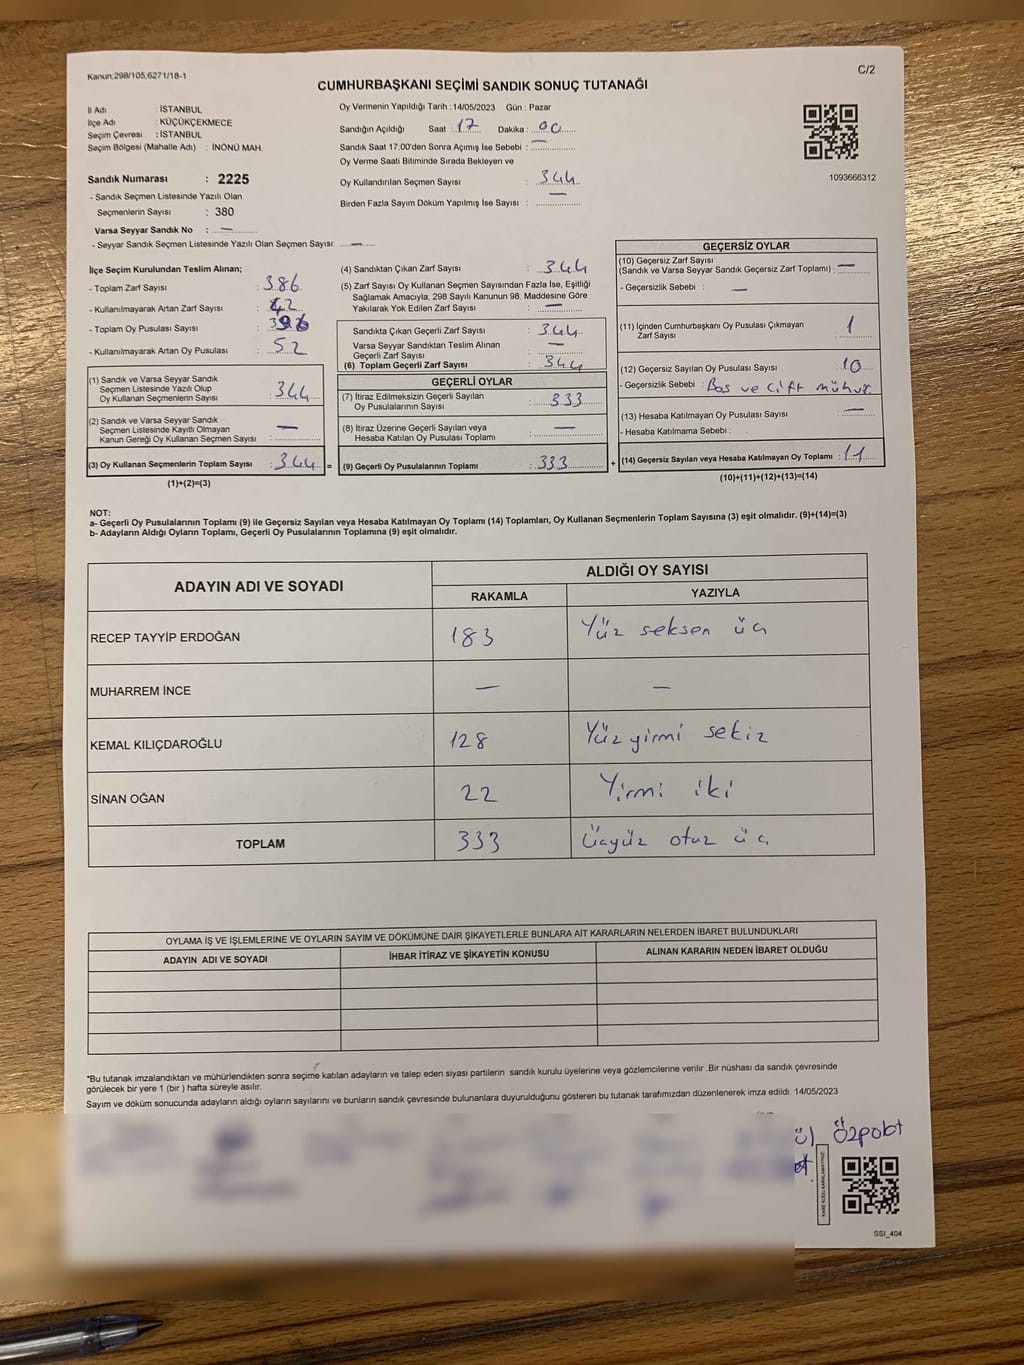 Kanun:298/105,6271/18-1
C/2
CUMHURBAŞKANI SEÇİMİ SANDIK SONUÇ TUTANAĞI
İl Adı : İSTANBUL
İlçe Adı : KÜÇÜKÇEKMECE
Seçim Çevresi : İSTANBUL
Seçim Bölgesi (Mahalle Adı) : İNÖNÜ MAH.
Sandık Numarası : 2225
- Sandık Seçmen Listesinde Yazılı Olan
Seçmenlerin Sayısı : 380
Varsa Seyyar Sandık No : —
- Seyyar Sandık Seçmen Listesinde Yazılı Olan Seçmen Sayısı: —
Oy Vermenin Yapıldığı Tarih : 14/05/2023 Gün : Pazar
Sandığın Açıldığı Saat : 17 Dakika : 00
Sandık Saat 17:00'den Sonra Açımış İse Sebebi : —
Oy Verme Saati Bitiminde Sırada Bekleyen ve
Oy Kullandırılan Seçmen Sayısı : 344
Birden Fazla Sayım Döküm Yapılmış İse Sayısı : —
1093666312
İlçe Seçim Kurulundan Teslim Alınan;
- Toplam Zarf Sayısı : 386
- Kullanılmayarak Artan Zarf Sayısı : 42
- Toplam Oy Pusulası Sayısı : 396
- Kullanılmayarak Artan Oy Pusulası : 52
(1) Sandık ve Varsa Seyyar Sandık
Seçmen Listesinde Yazılı Olup
Oy Kullanan Seçmenlerin Sayısı : 344
(2) Sandık ve Varsa Seyyar Sandık
Seçmen Listesinde Kayıtlı Olmayan
Kanun Gereği Oy Kullanan Seçmen Sayısı : —
(3) Oy Kullanan Seçmenlerin Toplam Sayısı : 344 =
(1)+(2)=(3)
(4) Sandıktan Çıkan Zarf Sayısı : 344
(5) Zarf Sayısı Oy Kullanan Seçmen Sayısından Fazla İse, Eşitliği
Sağlamak Amacıyla; 298 Sayılı Kanunun 98. Maddesine Göre
Yakılarak Yok Edilen Zarf Sayısı : —
Sandıkta Çıkan Geçerli Zarf Sayısı : 344
Varsa Seyyar Sandıktan Teslim Alınan
Geçerli Zarf Sayısı : —
(6) Toplam Geçerli Zarf Sayısı : 344
GEÇERLİ OYLAR
(7) İtiraz Edilmeksizin Geçerli Sayılan
Oy Pusulalarının Sayısı : 333
(8) İtiraz Üzerine Geçerli Sayılan veya
Hesaba Katılan Oy Pusulası Toplamı : —
(9) Geçerli Oy Pusulalarının Toplamı : 333 +
GEÇERSİZ OYLAR
(10) Geçersiz Zarf Sayısı
(Sandık ve Varsa Seyyar Sandık Geçersiz Zarf Toplamı) : —
- Geçersizlik Sebebi : —
(11) İçinden Cumhurbaşkanı Oy Pusulası Çıkmayan
Zarf Sayısı : 1
(12) Geçersiz Sayılan Oy Pusulası Sayısı : 10
- Geçersizlik Sebebi : Boş ve çift mühür
(13) Hesaba Katılmayan Oy Pusulası Sayısı : —
- Hesaba Katılmama Sebebi :
(14) Geçersiz Sayılan veya Hesaba Katılmayan Oy Toplamı : 11
(10)+(11)+(12)+(13)=(14)
NOT:
a- Geçerli Oy Pusulalarının Toplamı (9) ile Geçersiz Sayılan veya Hesaba Katılmayan Oy Toplamı (14) Toplamları, Oy Kullanan Seçmenlerin Toplam Sayısına (3) eşit olmalıdır. (9)+(14)=(3)
b- Adayların Aldığı Oyların Toplamı, Geçerli Oy Pusulalarının Toplamına (9) eşit olmalıdır.
ADAYIN ADI VE SOYADI
ALDIĞI OY SAYISI
RAKAMLA YAZIYLA
RECEP TAYYİP ERDOĞAN 183 Yüz seksen üç
MUHARREM İNCE — —
KEMAL KILIÇDAROĞLU 128 Yüz yirmi sekiz
SİNAN OĞAN 22 Yirmi iki
TOPLAM 333 Üçyüz otuz üç
OYLAMA İŞ VE İŞLEMLERİNE VE OYLARIN SAYIM VE DÖKÜMÜNE DAİR ŞİKAYETLERLE BUNLARA AİT KARARLARIN NELERDEN İBARET BULUNDUKLARI
ADAYIN ADI VE SOYADI İHBAR İTİRAZ VE ŞİKAYETİN KONUSU ALINAN KARARIN NEDEN İBARET OLDUĞU
*Bu tutanak imzalandıktan ve mühürlendikten sonra seçime katılan adayların ve talep eden siyasi partilerin sandık kurulu üyelerine veya gözlemcilerine verilir .Bir nüshası da sandık çevresinde
görülecek bir yere 1 (bir ) hafta süreyle asılır.
Sayım ve döküm sonucunda adayların aldığı oyların sayılarını ve bunların sandık çevresinde bulunanlara duyurulduğunu gösteren bu tutanak tarafımızdan düzenlenerek imza edildi. 14/05/2023
ül Özpobt
KARE KODU KARALAMAYINIZ!
SSI_404